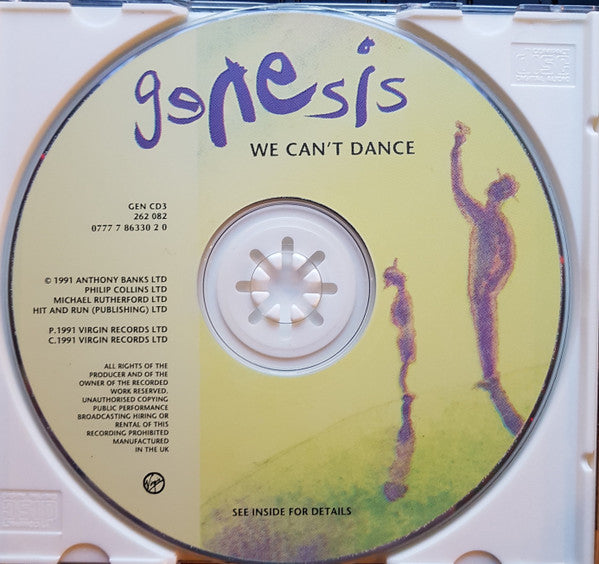 genesis
WE CAN'T DANCE
GEN CD3
262 082
0777 7 86330 2 0
© 1991 ANTHONY BANKS LTD
PHILIP COLLINS LTD
MICHAEL RUTHERFORD LTD
HIT AND RUN (PUBLISHING) LTD
P.1991 VIRGIN RECORDS LTD
C.1991 VIRGIN RECORDS LTD
ALL RIGHTS OF THE
PRODUCER AND OF THE
OWNER OF THE RECORDED
WORK RESERVED.
UNAUTHORISED COPYING
PUBLIC PERFORMANCE
BROADCASTING HIRING OR
RENTAL OF THIS
RECORDING PROHIBITED
MANUFACTURED
IN THE UK
Virgin
SEE INSIDE FOR DETAILS